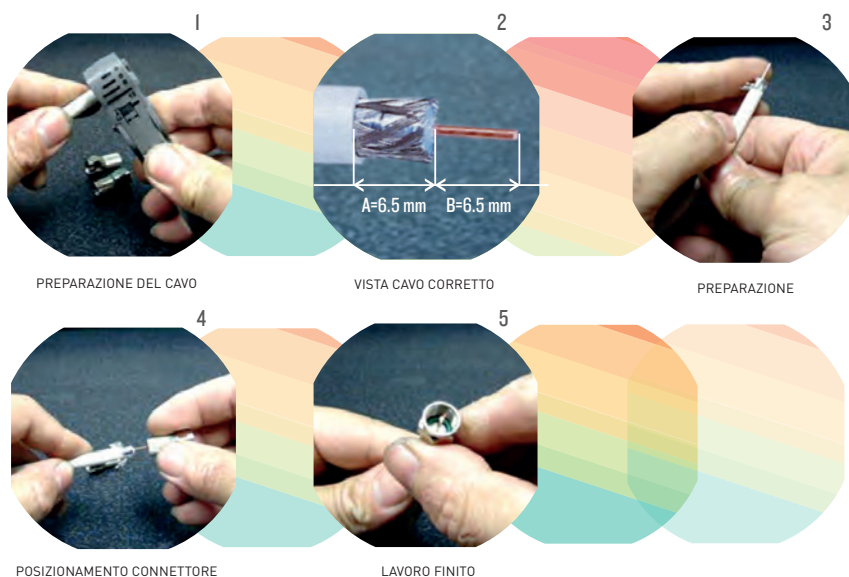 1
2
3
A=6.5 mm
B=6.5 mm
PREPARAZIONE DEL CAVO
VISTA CAVO CORRETTO
PREPARAZIONE
4
5
POSIZIONAMENTO CONNETTORE
LAVORO FINITO